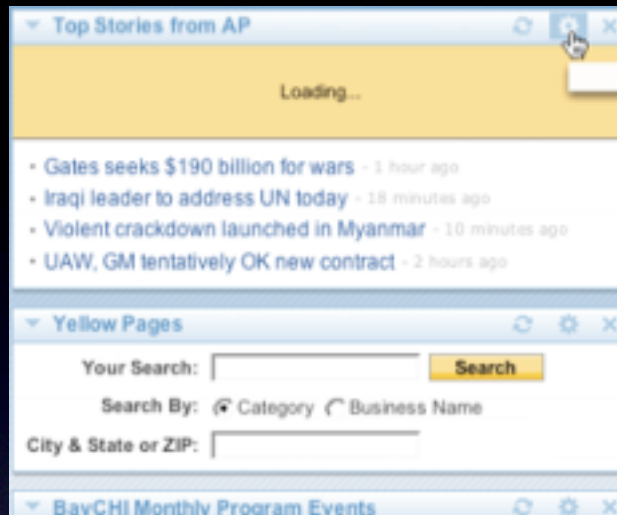 Top Stories from AP
Loading...
Gates seeks $190 billion for wars - 1 hour ago
Iraqi leader to address UN today - 18 minutes ago
Violent crackdown launched in Myanmar - 10 minutes ago
UAW, GM tentatively OK new contract - 2 hours ago
Yellow Pages
Your Search: Search
Search By: Category Business Name
City & State or ZIP:
BayCHI Monthly Program Events